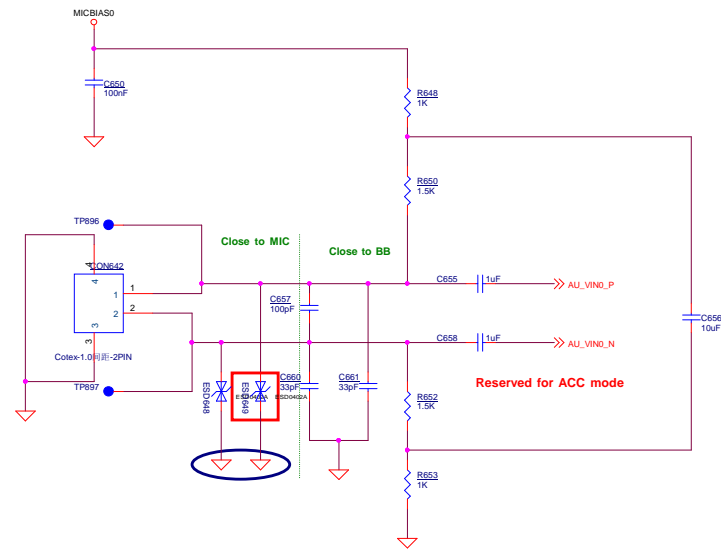 MICBIAS0
C650
100nF
R648
1K
R650
1.5K
TP896
Close to MIC
Close to BB
CON642
4
4
1
1
2
2
3
3
Cotex-1.0间距-2PIN
TP897
C655
1uF
AU_VIN0_P
C657
100pF
C656
10uF
C658
1uF
AU_VIN0_N
C660
33pF
C661
33pF
Reserved for ACC mode
ESD648
ESD649
ESD0402A
R652
1.5K
R653
1K